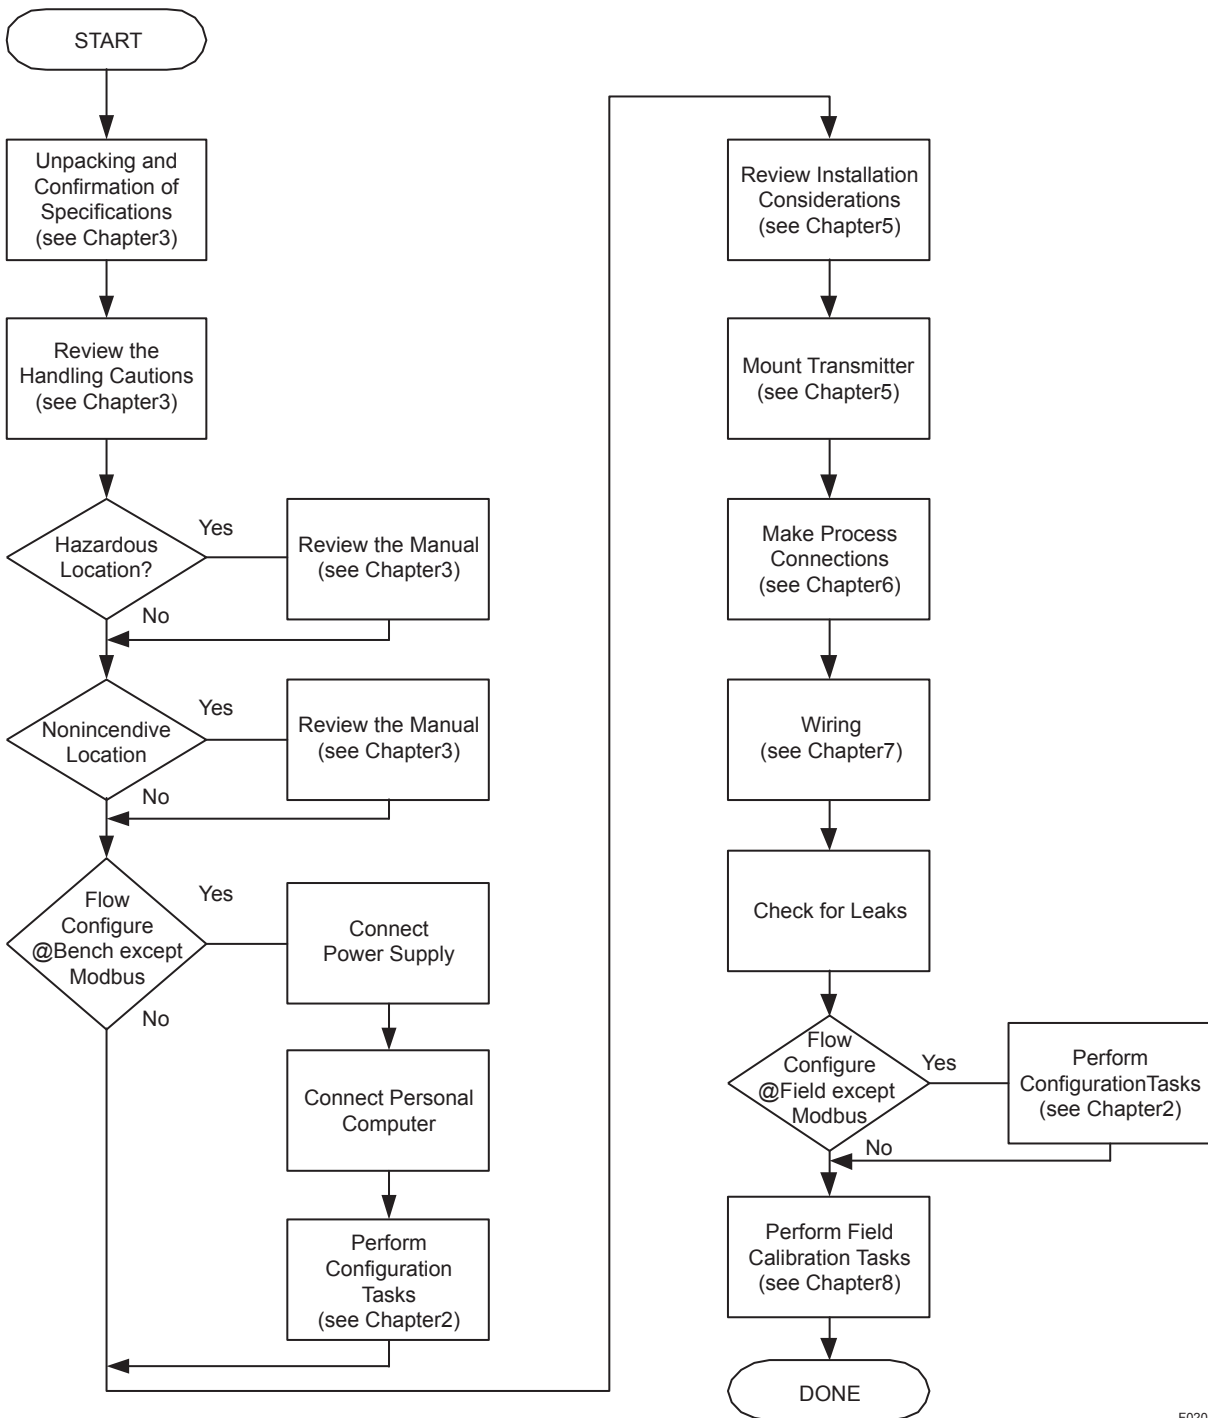 START
Unpacking and
Confirmation of
Specifications
(see Chapter3)
Review the
Handling Cautions
(see Chapter3)
Hazardous
Location?
Yes
No
Review the Manual
(see Chapter3)
Nonincendive
Location
Yes
No
Review the Manual
(see Chapter3)
Flow
Configure
@Bench except
Modbus
Yes
No
Connect
Power Supply
Connect Personal
Computer
Perform
Configuration
Tasks
(see Chapter2)
Review Installation
Considerations
(see Chapter5)
Mount Transmitter
(see Chapter5)
Make Process
Connections
(see Chapter6)
Wiring
(see Chapter7)
Check for Leaks
Flow
Configure
@Field except
Modbus
Yes
No
Perform
ConfigurationTasks
(see Chapter2)
Perform Field
Calibration Tasks
(see Chapter8)
DONE